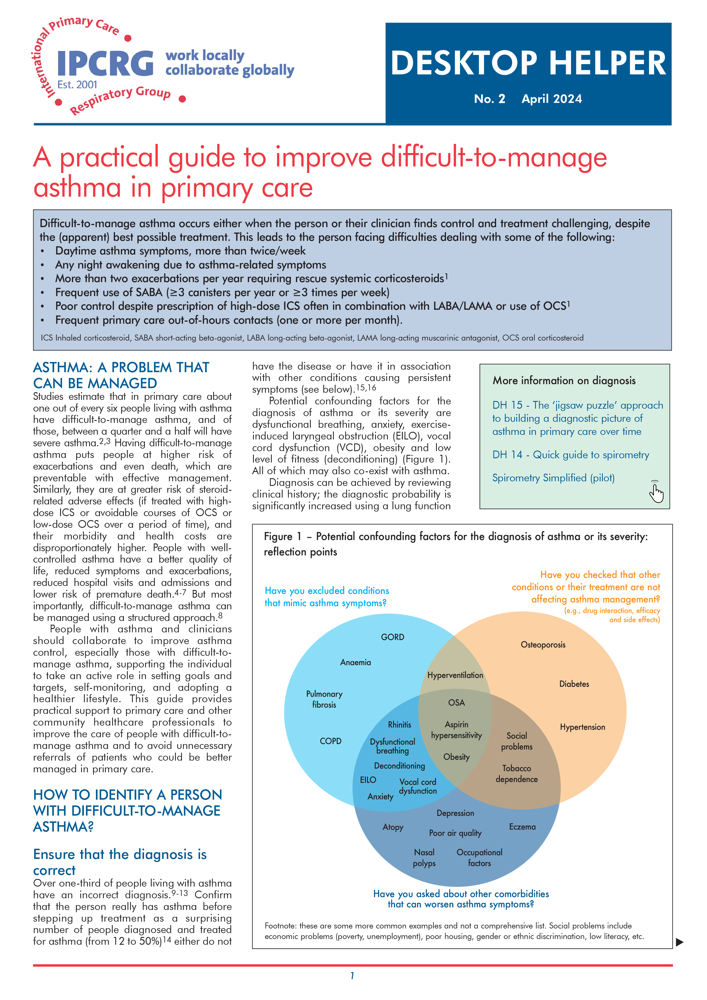 International Primary Care
IPCRG
Est. 2001
Respiratory Group
work locally
collaborate globally
DESKTOP HELPER
No. 2 April 2024
A practical guide to improve difficult-to-manage
asthma in primary care
Difficult-to-manage asthma occurs either when the person or their clinician finds control and treatment challenging, despite
the (apparent) best possible treatment. This leads to the person facing difficulties dealing with some of the following:
• Daytime asthma symptoms, more than twice/week
• Any night awakening due to asthma-related symptoms
• More than two exacerbations per year requiring rescue systemic corticosteroids1
• Frequent use of SABA (≥3 canisters per year or ≥3 times per week)
• Poor control despite prescription of high-dose ICS often in combination with LABA/LAMA or use of OCS1
• Frequent primary care out-of-hours contacts (one or more per month).
ICS Inhaled corticosteroid, SABA short-acting beta-agonist, LABA long-acting beta-agonist, LAMA long-acting muscarinic antagonist, OCS oral corticosteroid
ASTHMA: A PROBLEM THAT
CAN BE MANAGED
Studies estimate that in primary care about
one out of every six people living with asthma
have difficult-to-manage asthma, and of
those, between a quarter and a half will have
severe asthma.2,3 Having difficult-to-manage
asthma puts people at higher risk of
exacerbations and even death, which are
preventable with effective management.
Similarly, they are at greater risk of steroid-
related adverse effects (if treated with high-
dose ICS or avoidable courses of OCS or
low-dose OCS over a period of time), and
their morbidity and health costs are
disproportionately higher. People with well-
controlled asthma have a better quality of
life, reduced symptoms and exacerbations,
reduced hospital visits and admissions and
lower risk of premature death.4-7 But most
importantly, difficult-to-manage asthma can
be managed using a structured approach.8
People with asthma and clinicians
should collaborate to improve asthma
control, especially those with difficult-to-
manage asthma, supporting the individual
to take an active role in setting goals and
targets, self-monitoring, and adopting a
healthier lifestyle. This guide provides
practical support to primary care and other
community healthcare professionals to
improve the care of people with difficult-to-
manage asthma and to avoid unnecessary
referrals of patients who could be better
managed in primary care.
HOW TO IDENTIFY A PERSON
WITH DIFFICULT-TO-MANAGE
ASTHMA?
Ensure that the diagnosis is
correct
Over one-third of people living with asthma
have an incorrect diagnosis.9-13 Confirm
that the person really has asthma before
stepping up treatment as a surprising
number of people diagnosed and treated
for asthma (from 12 to 50%)14 either do not
have the disease or have it in association
with other conditions causing persistent
symptoms (see below).15,16
Potential confounding factors for the
diagnosis of asthma or its severity are
dysfunctional breathing, anxiety, exercise-
induced laryngeal obstruction (EILO), vocal
cord dysfunction (VCD), obesity and low
level of fitness (deconditioning) (Figure 1).
All of which may also co-exist with asthma.
Diagnosis can be achieved by reviewing
clinical history; the diagnostic probability is
significantly increased using a lung function
More information on diagnosis
DH 15 - The ‘jigsaw puzzle’ approach
to building a diagnostic picture of
asthma in primary care over time
DH 14 - Quick guide to spirometry
Spirometry Simplified (pilot)
Figure 1 – Potential confounding factors for the diagnosis of asthma or its severity:
reflection points
Have you excluded conditions
that mimic asthma symptoms?
Have you checked that other
conditions or their treatment are not
affecting asthma management?
(e.g., drug interaction, efficacy
and side effects)
GORD
Anaemia
Pulmonary
fibrosis
COPD
Hyperventilation
Osteoporosis
Diabetes
Hypertension
OSA
Aspirin
hypersensitivity
Obesity
Rhinitis
Dysfunctional
breathing
Deconditioning
EILO
Vocal cord
dysfunction
Anxiety
Social
problems
Tobacco
dependence
Depression
Atopy
Poor air quality
Eczema
Nasal
polyps
Occupational
factors
Have you asked about other comorbidities
that can worsen asthma symptoms?
Footnote: these are some more common examples and not a comprehensive list. Social problems include
economic problems (poverty, unemployment), poor housing, gender or ethnic discrimination, low literacy, etc.
1